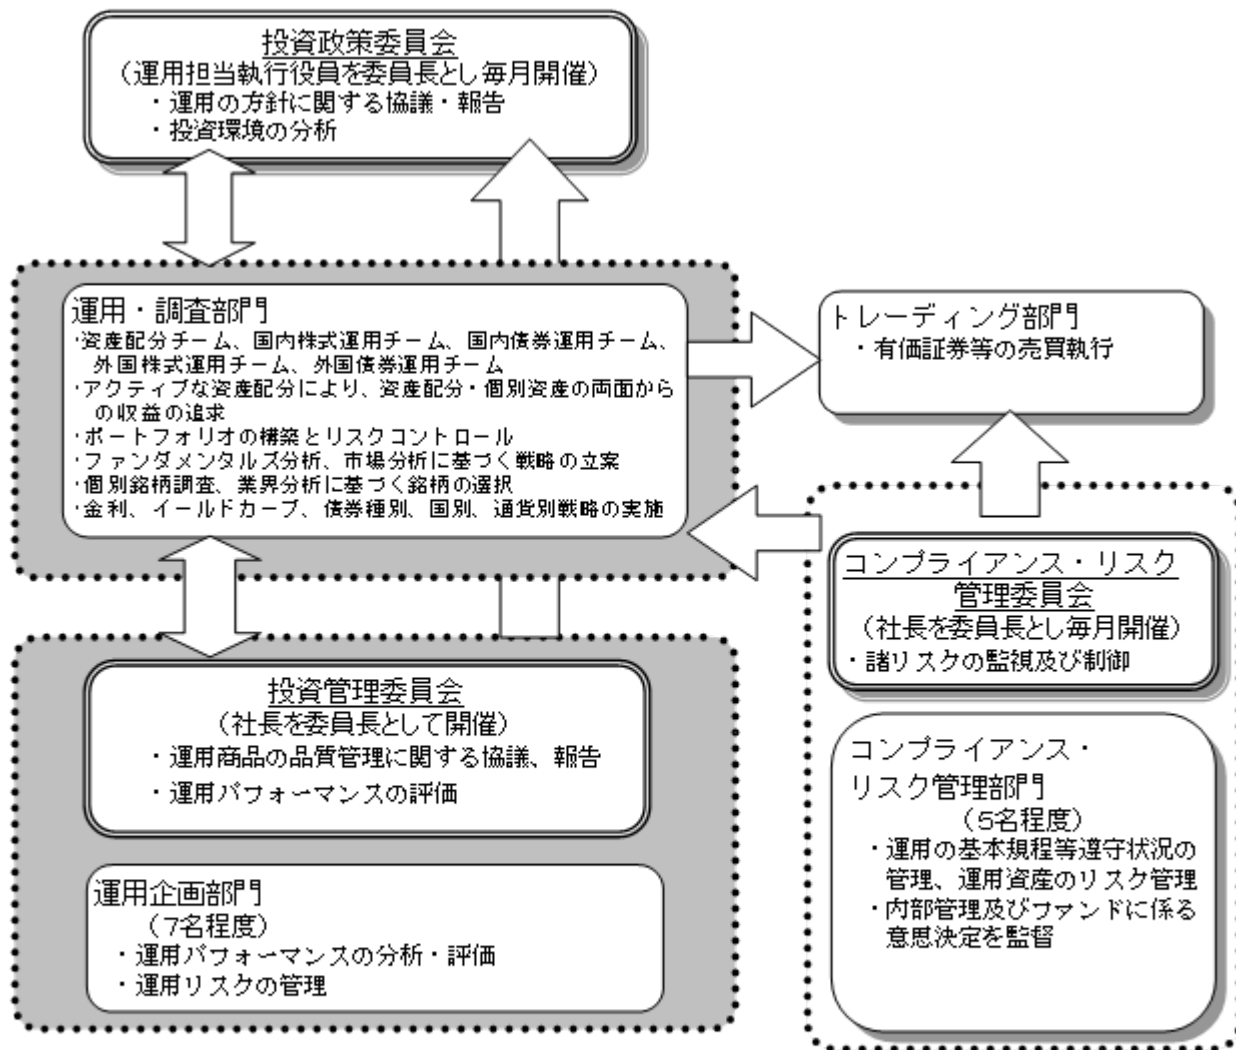 投資政策委員会
（運用担当執行役員を委員長とし毎月開催）
・運用の方針に関する協議・報告
・投資環境の分析
運用・調査部門
・資産配分チーム、国内株式運用チーム、国内債券運用チーム、
外国株式運用チーム、外国債券運用チーム
・アクティブな資産配分により、資産配分・個別資産の両面から
の収益の追求
・ポートフォリオの構築とリスクコントロール
・ファンダメンタルズ分析、市場分析に基づく戦略の立案
・個別銘柄調査、業界分析に基づく銘柄の選択
・金利、イールドカーブ、債券種別、国別、通貨別戦略の実施
トレーディング部門
・有価証券等の売買執行
コンプライアンス・リスク
管理委員会
（社長を委員長とし毎月開催）
・諸リスクの監視及び制御
投資管理委員会
（社長を委員長として開催）
・運用商品の品質管理に関する協議、報告
・運用パフォーマンスの評価
運用企画部門
（7名程度）
・運用パフォーマンスの分析・評価
・運用リスクの管理
コンプライアンス・
リスク管理部門
（5名程度）
・運用の基本規程等遵守状況の
管理、運用資産のリスク管理
・内部管理及びファンドに係る
意思決定を監督